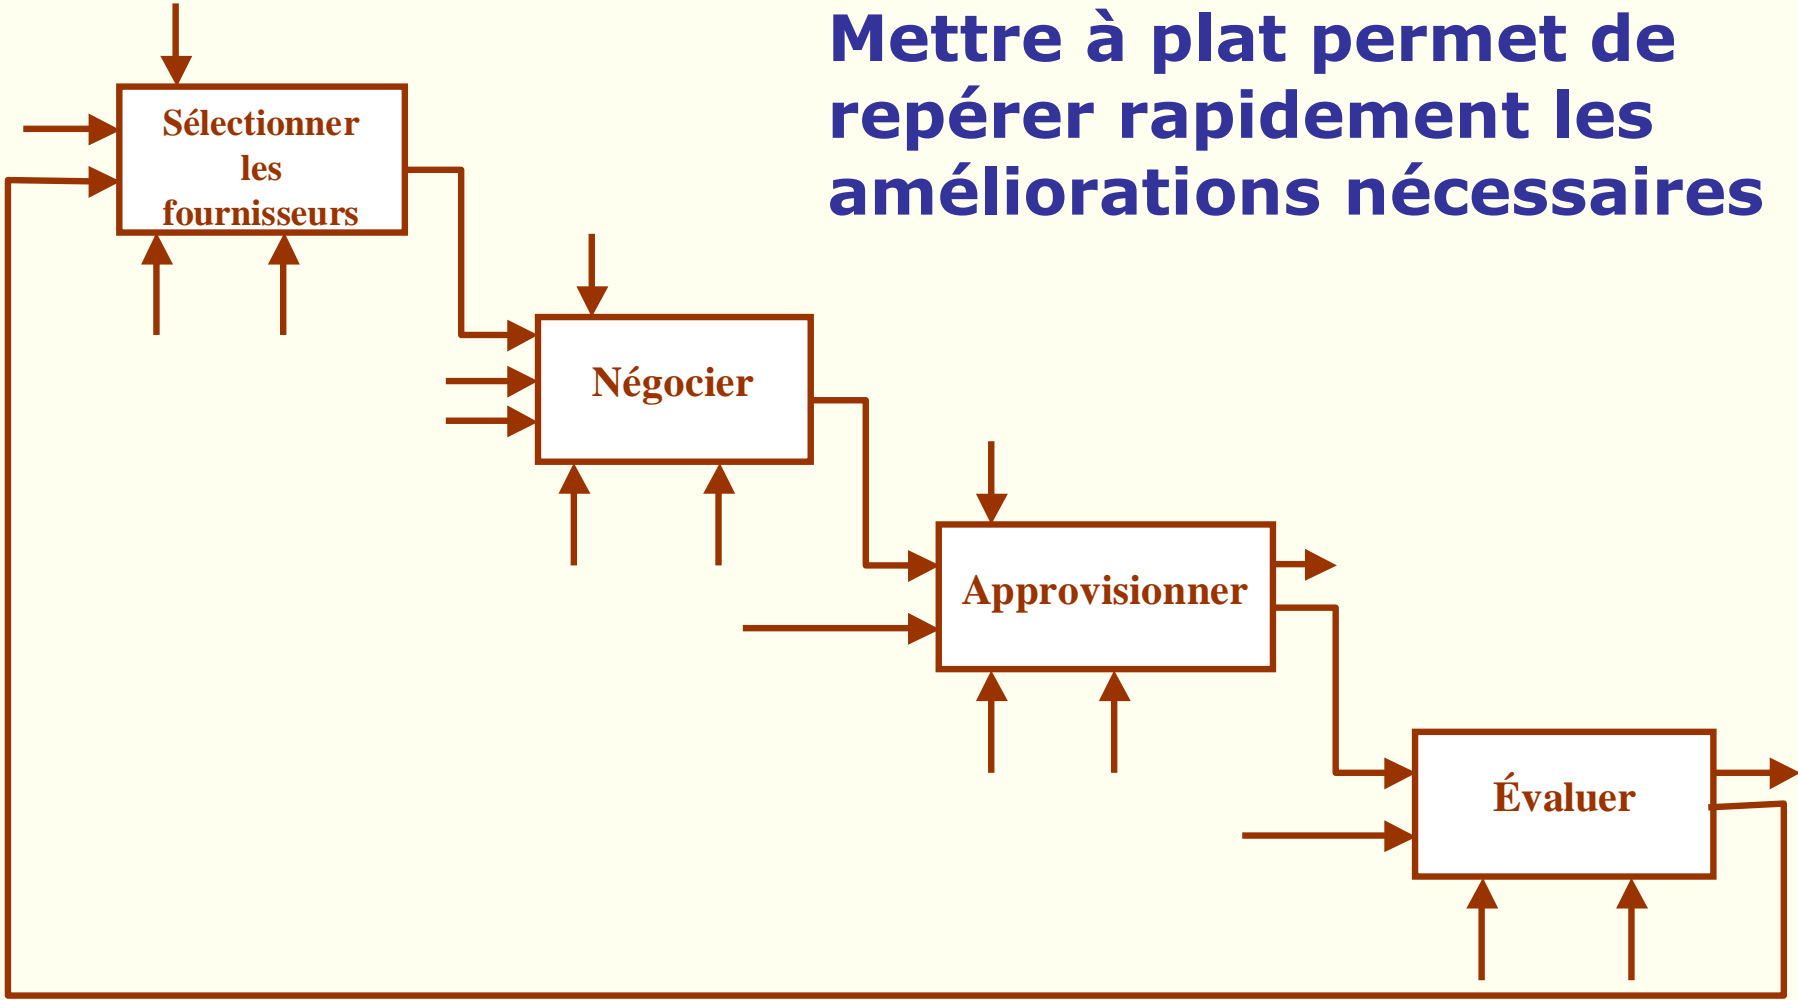 Mettre à plat permet de
repérer rapidement les
améliorations nécessaires
Sélectionner
les
fournisseurs
Négocier
Approvisionner
Évaluer